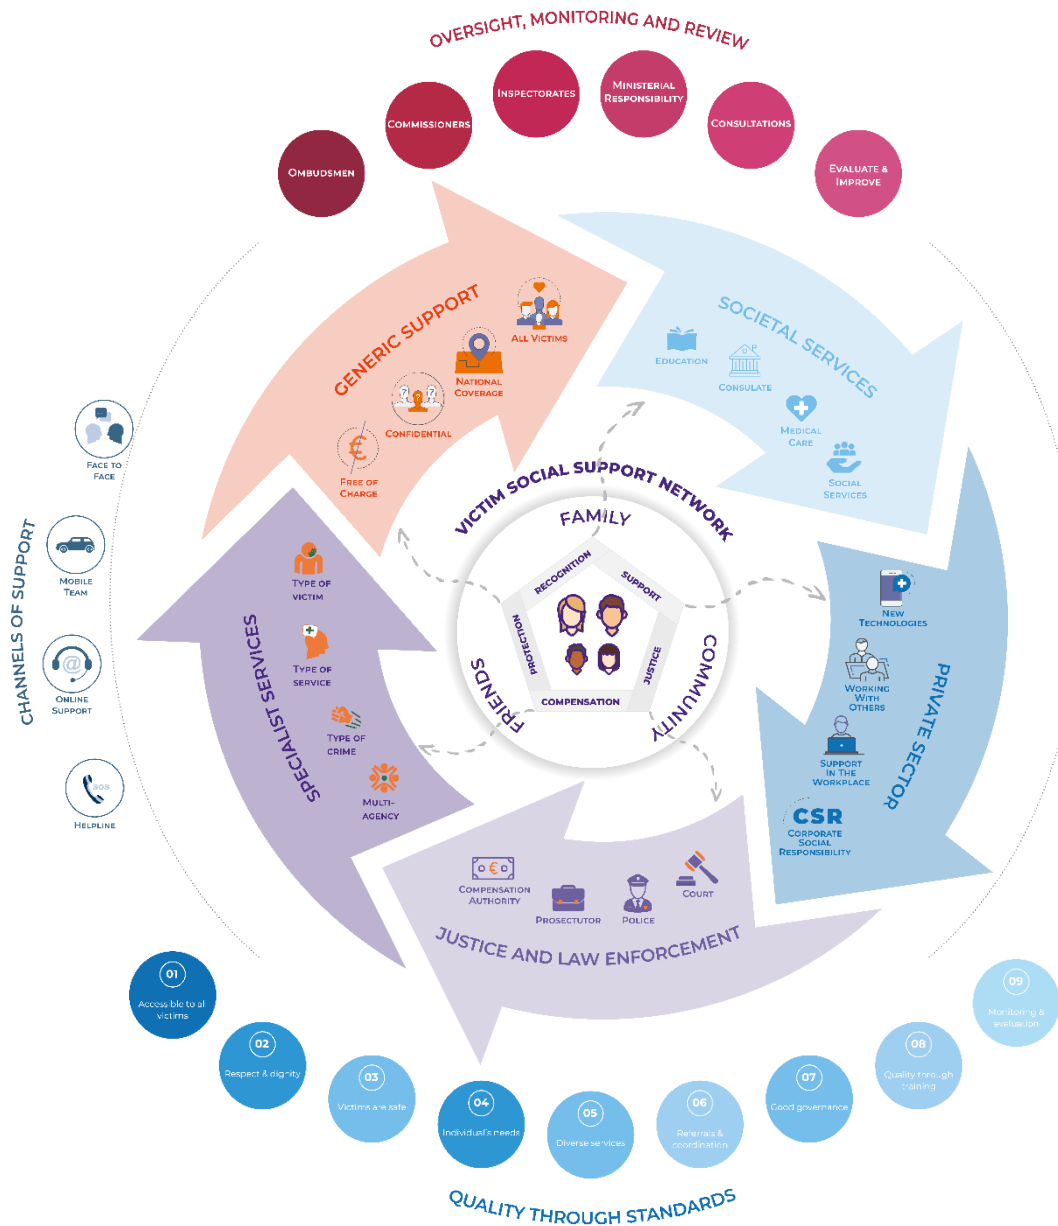 OVERSIGHT, MONITORING AND REVIEW
OMBUDSMEN
COMMISSIONERS
INSPECTORATES
MINISTERIAL
RESPONSIBILITY
CONSULTATIONS
EVALUATE &
IMPROVE
GENERIC SUPPORT
ALL VICTIMS
NATIONAL
COVERAGE
? ? ?
CONFIDENTIAL
€
FREE OF
CHARGE
SOCIETAL SERVICES
EDUCATION
CONSULATE
MEDICAL
CARE
SOCIAL
SERVICES
CHANNELS OF SUPPORT
FACE TO
FACE
MOBILE
TEAM
@
ONLINE
SUPPORT
SOS
HELPLINE
VICTIM SOCIAL SUPPORT NETWORK
FAMILY
COMMUNITY
FRIENDS
RECOGNITION
SUPPORT
JUSTICE
COMPENSATION
PROTECTION
SPECIALIST SERVICES
TYPE OF
VICTIM
TYPE OF
SERVICE
TYPE OF
CRIME
MULTI-
AGENCY
PRIVATE SECTOR
NEW
TECHNOLOGIES
WORKING
WITH
OTHERS
SUPPORT
IN THE
WORKPLACE
CSR
CORPORATE
SOCIAL
RESPONSIBILITY
€
COMPENSATION
AUTHORITY
PROSECTUTOR
POLICE
COURT
JUSTICE AND LAW ENFORCEMENT
01
Accessible to all
victims
02
Respect & dignity
03
Victims are safe
04
Individual's needs
05
Diverse services
06
Referrals &
coordination
07
Good governance
08
Quality through
training
09
Monitoring &
evaluation
QUALITY THROUGH STANDARDS